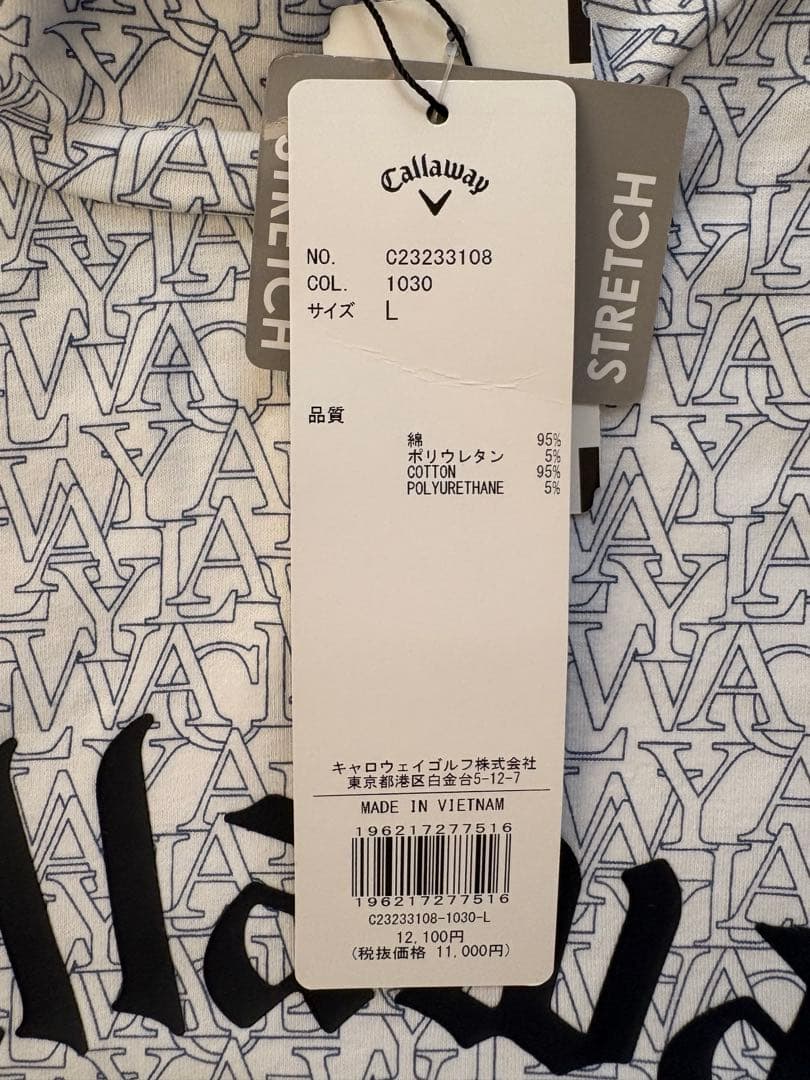 Callaway
NO. C23233108
COL. 1030
サイズ L
品質
綿 95%
ポリウレタン 5%
COTTON 95%
POLYURETHANE 5%
キャロウェイゴルフ株式会社
東京都港区白金台5-12-7
MADE IN VIETNAM
196217277516
196217277516
C23233108-1030-L
12,100円
(税抜価格 11,000円)
STRETCH
STRETCH